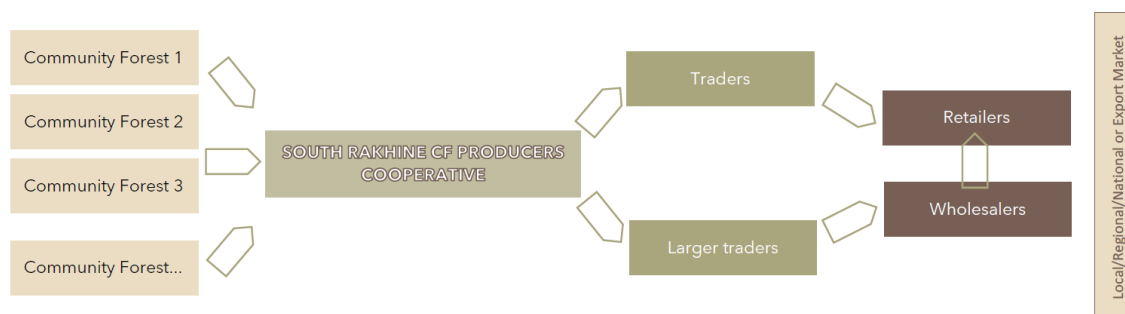 Community Forest 1
Community Forest 2
Community Forest 3
Community Forest...
SOUTH RAKHINE CF PRODUCERS
COOPERATIVE
Traders
Larger traders
Retailers
Wholesalers
Local/Regional/National or Export Market